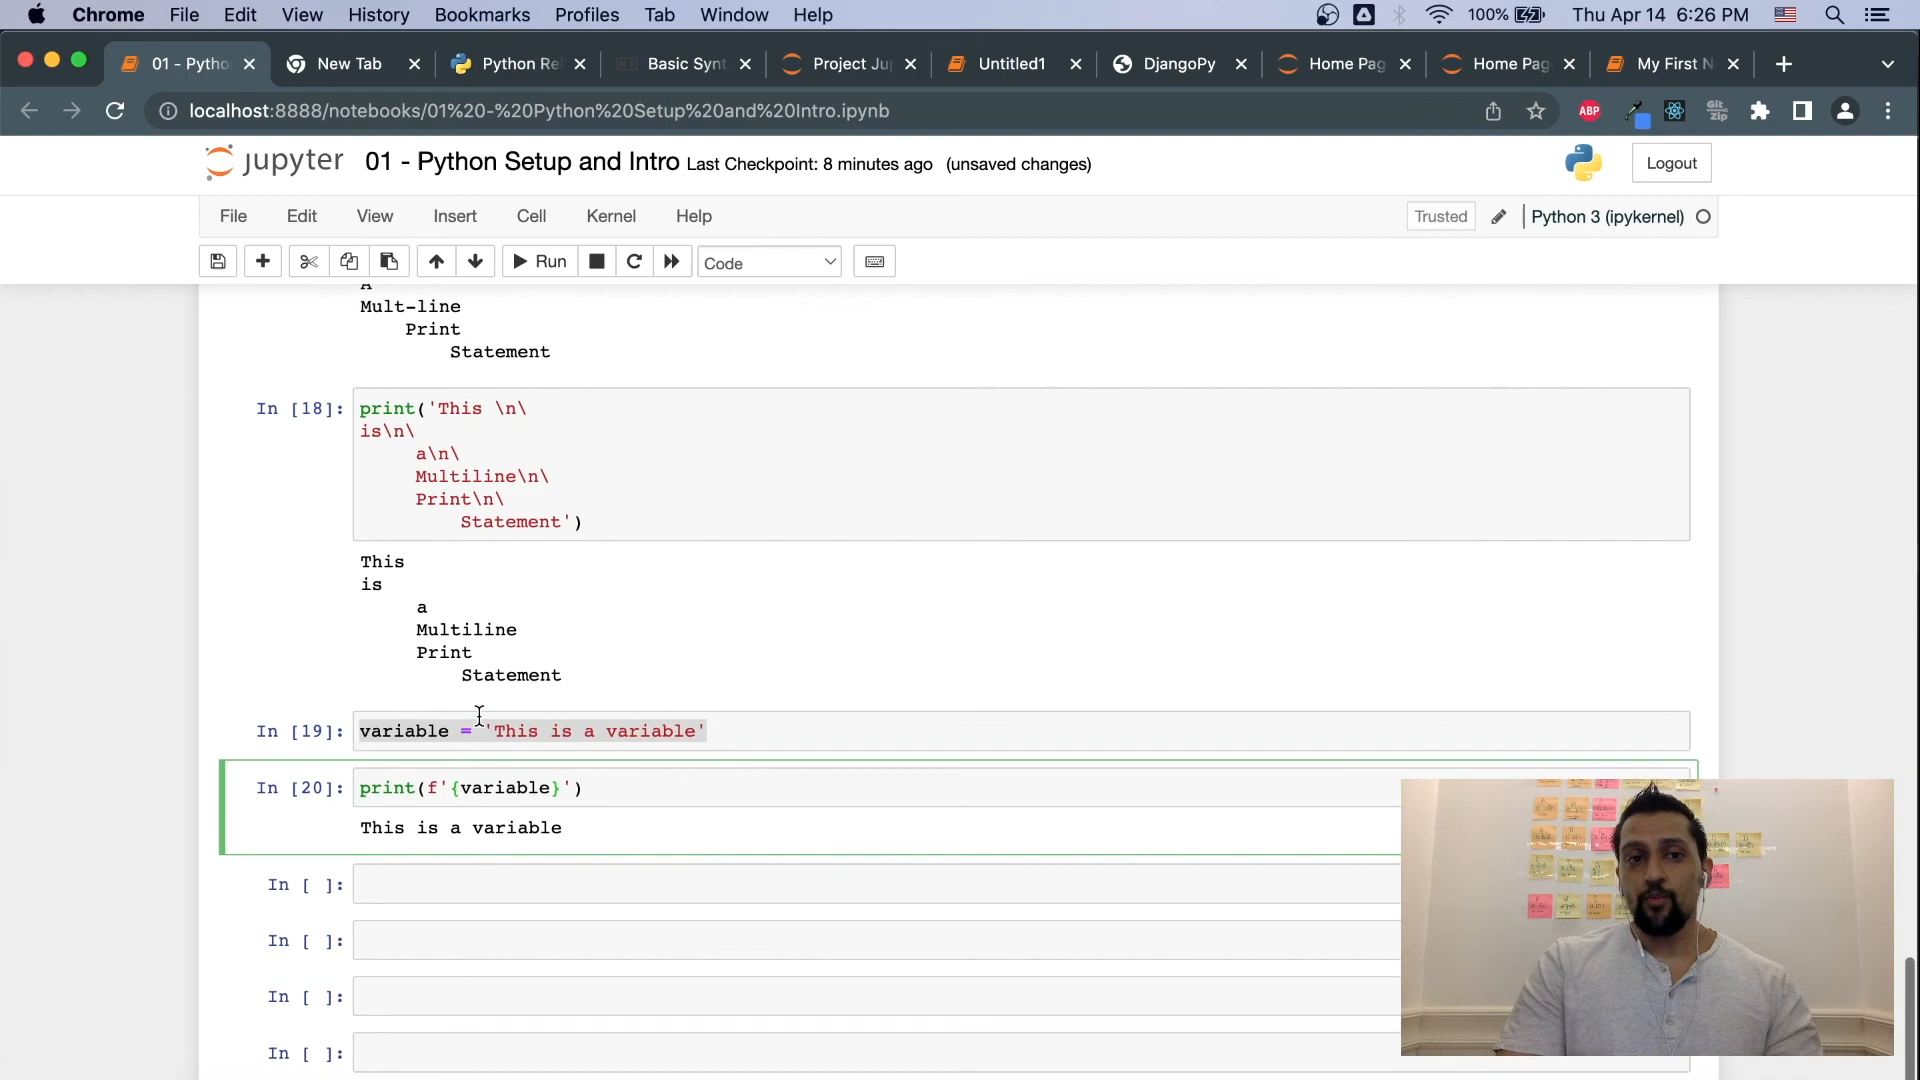 Chrome File Edit View History Bookmarks Profiles Tab Window Help 100% Thu Apr 14 6:26 PM
01 - Pytho New Tab Python Re Basic Synt Project Ju Untitled1 DjangoPy Home Pag Home Pag My First N
localhost:8888/notebooks/01%20-%20Python%20Setup%20and%20Intro.ipynb ABP Git Zip
jupyter 01 - Python Setup and Intro Last Checkpoint: 8 minutes ago (unsaved changes) Logout
File Edit View Insert Cell Kernel Help Trusted Python 3 (ipykernel)
Run Code
A
Mult-line
Print
Statement
In [18]: print('This \n\
is\n\
a\n\
Multiline\n\
Print\n\
Statement')
This
is
a
Multiline
Print
Statement
In [19]: variable = 'This is a variable'
In [20]: print(f'{variable}')
This is a variable
In [ ]:
In [ ]:
In [ ]:
In [ ]: